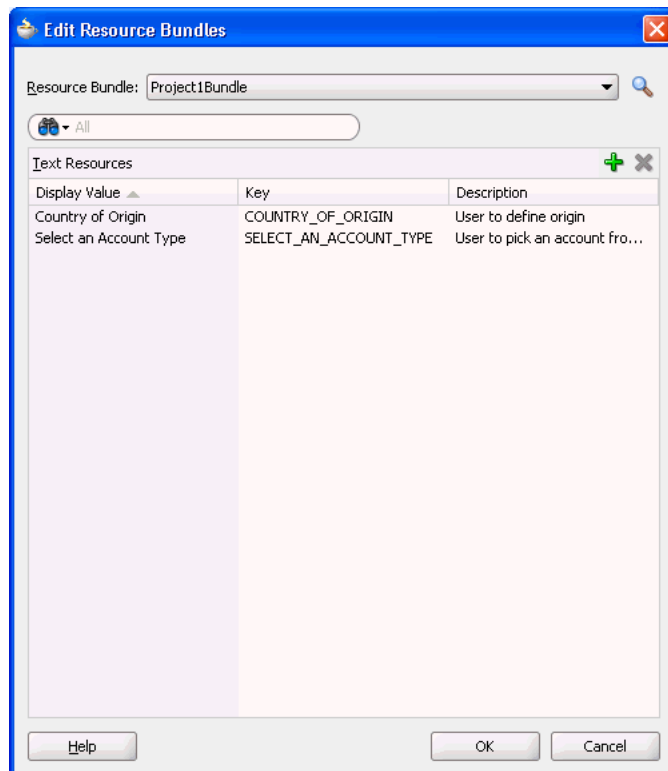 Edit Resource Bundles
Resource Bundle: Project1Bundle
All
Text Resources
Display Value Key Description
Country of Origin COUNTRY_OF_ORIGIN User to define origin
Select an Account Type SELECT_AN_ACCOUNT_TYPE User to pick an account fro...
Help OK Cancel